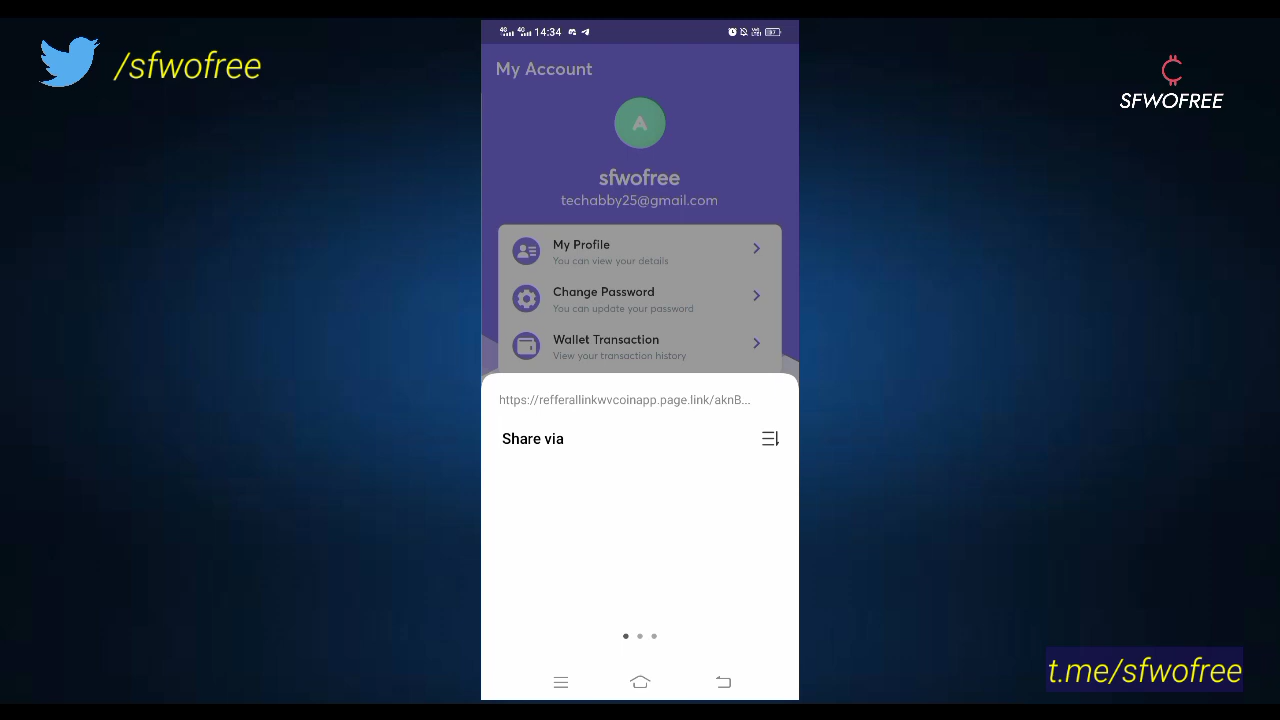 /sfwofree
SFWOFREE
14:34
My Account
A
sfwofree
techabby25@gmail.com
My Profile
You can view your details
Change Password
You can update your password
Wallet Transaction
View your transaction history
https://refferallinkwvcoinapp.page.link/aknB...
Share via
t.me/sfwofree